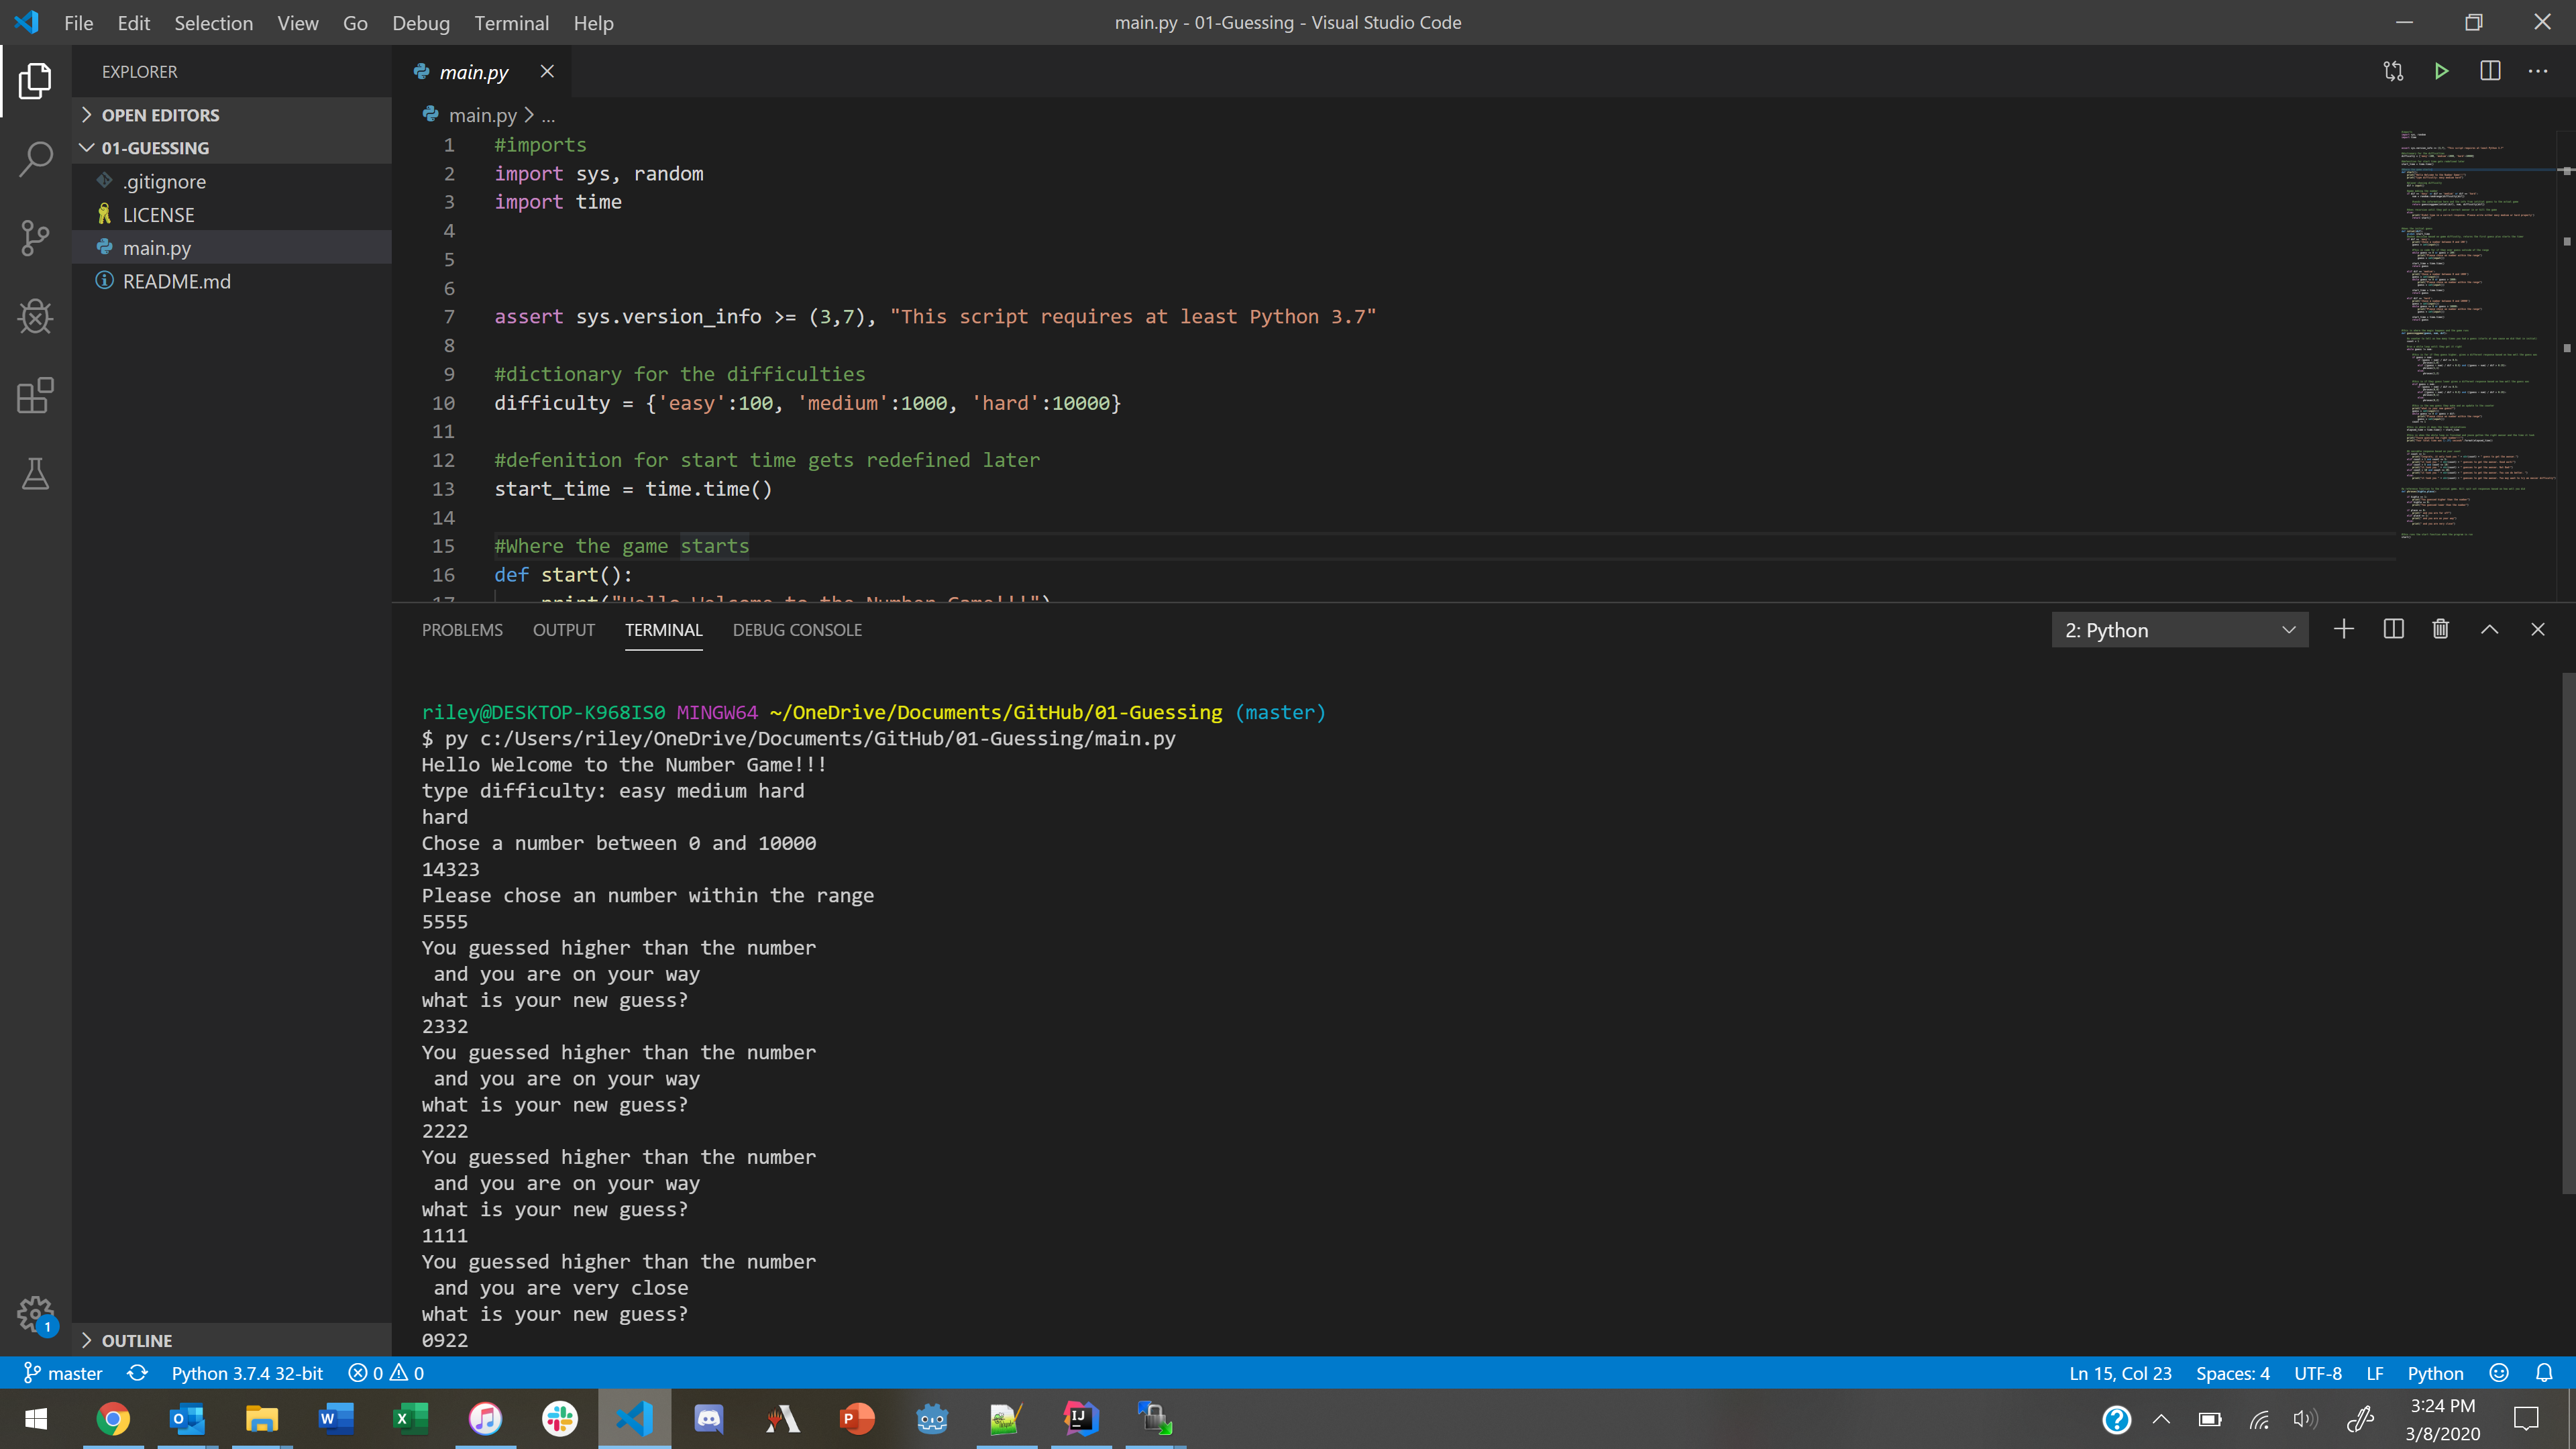 File Edit Selection View Go Debug Terminal Help
main.py - 01-Guessing - Visual Studio Code
EXPLORER
OPEN EDITORS
01-GUESSING
.gitignore
LICENSE
main.py
README.md
OUTLINE
main.py
main.py > ...
1 #imports
2 import sys, random
3 import time
4
5
6
7 assert sys.version_info >= (3,7), "This script requires at least Python 3.7"
8
9 #dictionary for the difficulties
10 difficulty = {'easy':100, 'medium':1000, 'hard':10000}
11
12 #defenition for start time gets redefined later
13 start_time = time.time()
14
15 #Where the game starts
16 def start():
17 print("Hello Welcome to the Number Game!!!")
PROBLEMS OUTPUT TERMINAL DEBUG CONSOLE
2: Python
riley@DESKTOP-K968IS0 MINGW64 ~/OneDrive/Documents/GitHub/01-Guessing (master)
$ py c:/Users/riley/OneDrive/Documents/GitHub/01-Guessing/main.py
Hello Welcome to the Number Game!!!
type difficulty: easy medium hard
hard
Chose a number between 0 and 10000
14323
Please chose an number within the range
5555
You guessed higher than the number
 and you are on your way
what is your new guess?
2332
You guessed higher than the number
 and you are on your way
what is your new guess?
2222
You guessed higher than the number
 and you are on your way
what is your new guess?
1111
You guessed higher than the number
 and you are very close
what is your new guess?
0922
1
master Python 3.7.4 32-bit 0 0
Ln 15, Col 23 Spaces: 4 UTF-8 LF Python
3:24 PM
3/8/2020